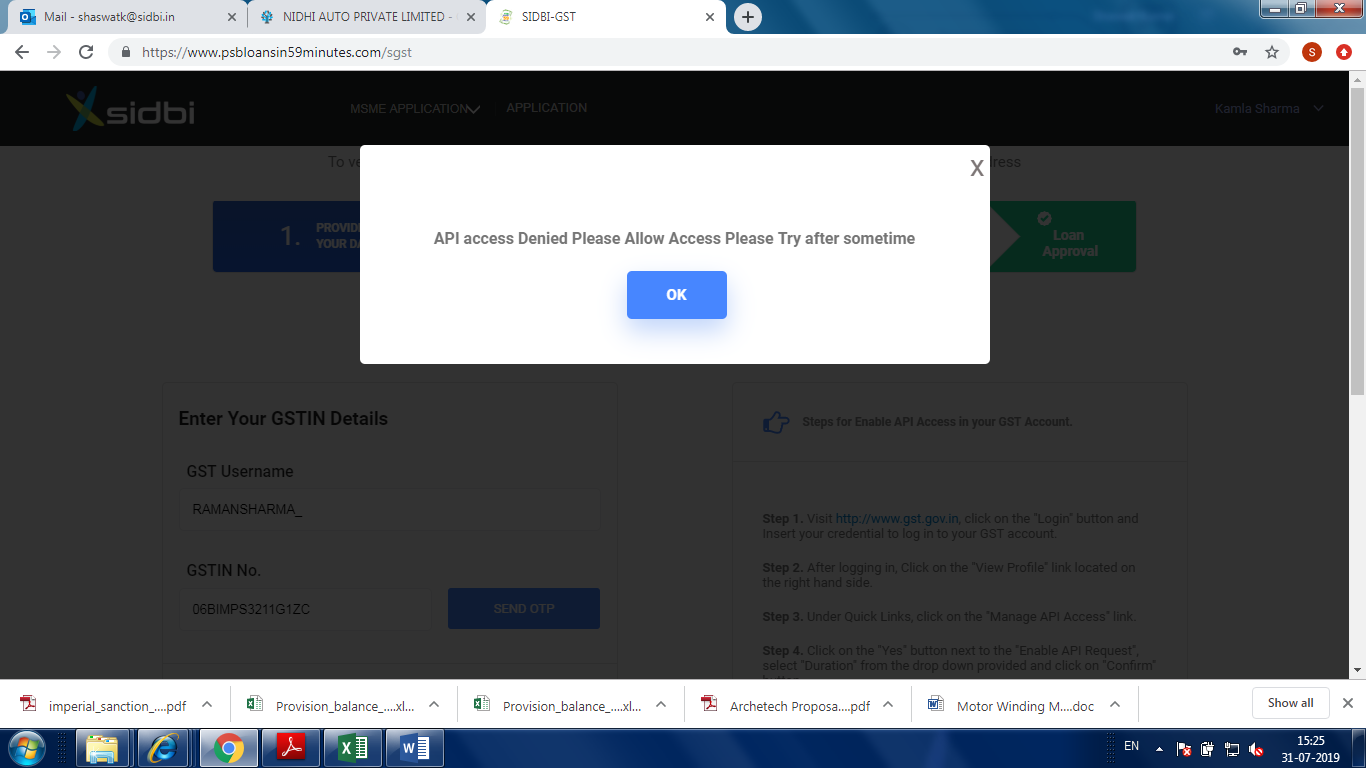 Mail - shaswatk@sidbi.in
NIDHI AUTO PRIVATE LIMITED -
SIDBI-GST
https://www.psbloansin59minutes.com/sgst
S
sidbi
MSME APPLICATION
APPLICATION
Kamla Sharma
To ve
ress
X
1.
PROVID
YOUR DA
API access Denied Please Allow Access Please Try after sometime
OK
Loan
Approval
Enter Your GSTIN Details
GST Username
RAMANSHARMA_
GSTIN No.
06BIMPS3211G1ZC
SEND OTP
Steps for Enable API Access in your GST Account.
Step 1. Visit http://www.gst.gov.in, click on the "Login" button and
Insert your credential to log in to your GST account.
Step 2. After logging in, Click on the "View Profile" link located on
the right hand side.
Step 3. Under Quick Links, click on the "Manage API Access" link.
Step 4. Click on the "Yes" button next to the "Enable API Request",
select "Duration" from the drop down provided and click on "Confirm"
imperial_sanction_....pdf
Provision_balance_....xl...
Provision_balance_....xl...
Archetech Proposa....pdf
Motor Winding M....doc
Show all
EN
15:25
31-07-2019